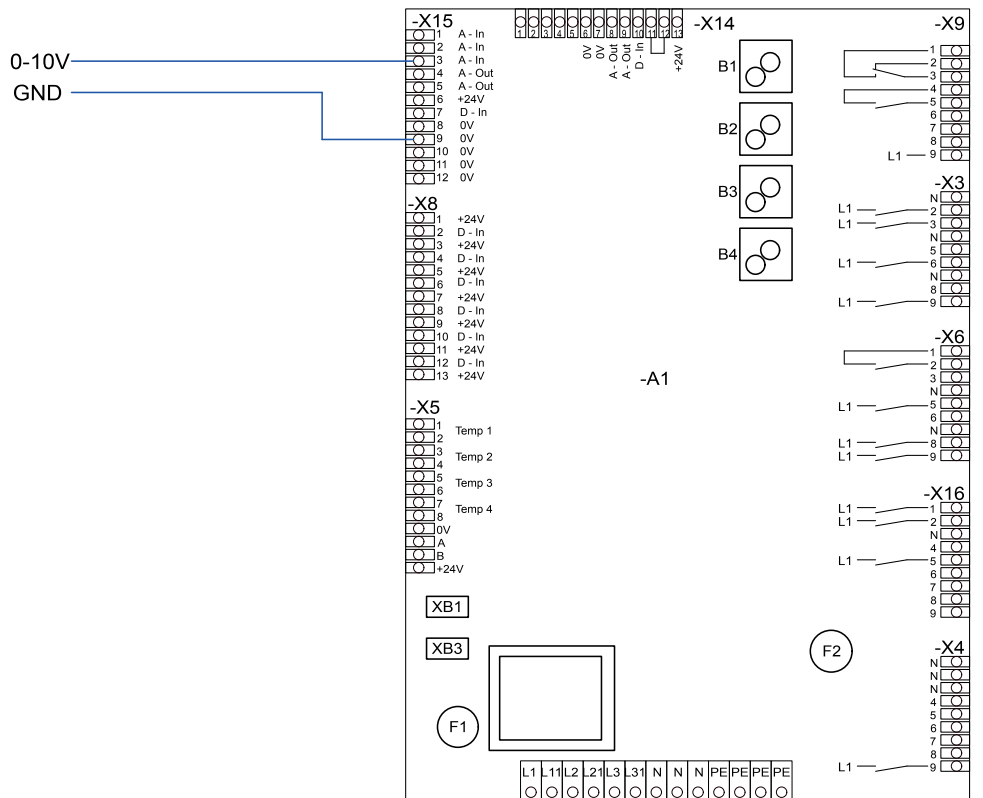 0-10V
GND
-X15
1 A - In
2 A - In
3 A - In
4 A - Out
5 A - Out
6 +24V
7 D - In
8 0V
9 0V
10 0V
11 0V
12 0V
-X8
1 +24V
2 D - In
3 +24V
4 D - In
5 +24V
6 D - In
7 +24V
8 D - In
9 +24V
10 D - In
11 +24V
12 D - In
13 +24V
-X5
1
2
Temp 1
3
4
Temp 2
5
6
Temp 3
7
8
Temp 4
0V
A
B
+24V
XB1
XB3
F1
-X14
1 2 3 4 5 6 7 8 9 10 11 12 13
0V
0V
A - Out
A - Out
D - In
+24V
B1
B2
B3
B4
-A1
F2
-X9
1
2
3
4
5
6
7
8
L1 9
-X3
N
L1 2
L1 3
N
5
L1 6
N
8
L1 9
-X6
1
2
3
N
L1 5
6
N
L1 8
L1 9
-X16
L1 1
L1 2
N
4
L1 5
6
7
8
9
-X4
N
N
N
4
5
6
7
8
L1 9
L1 L11 L2 L21 L3 L31 N N N PE PE PE PE